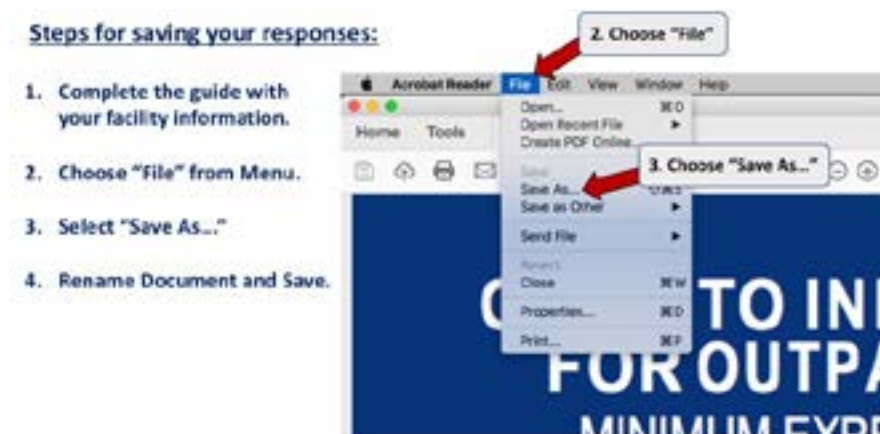 Steps for saving your responses:
1. Complete the guide with
your facility information.
2. Choose "File" from Menu.
3. Select "Save As..."
4. Rename Document and Save.
2. Choose "File"
Acrobat Reader File Edit View Window Help
Home Tools
Open... ⌘O
Open Recent File
Create PDF Online...
Save
3. Choose "Save As..."
Save As... ⇧⌘S
Save as Other
Send File
Revert
Close ⌘W
Properties... ⌘D
Print... ⌘P
TO IN
FOR OUTPA
MINIMUM EXPE